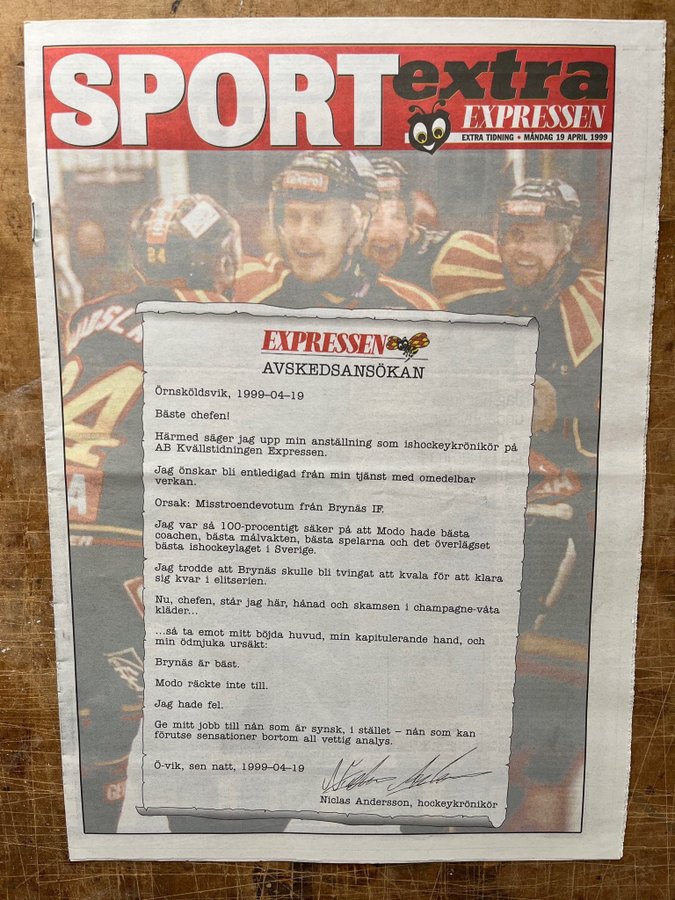 SPORT extra
EXPRESSEN
EXTRA TIDNING • MÅNDAG 19 APRIL 1999
24
EXPRESSEN
AVSKEDSANSÖKAN
Örnsköldsvik, 1999–04–19
Bäste chefen!
Härmed säger jag upp min anställning som ishockeykrönikör på
AB Kvällstidningen Expressen.
Jag önskar bli entledigad från min tjänst med omedelbar
verkan.
Orsak: Misstroendevotum från Brynäs IF.
Jag var så 100-procentigt säker på att Modo hade bästa
coachen, bästa målvakten, bästa spelarna och det överlägset
bästa ishockeylaget i Sverige.
Jag trodde att Brynäs skulle bli tvingat att kvala för att klara
sig kvar i elitserien.
Nu, chefen, står jag här, hånad och skamsen i champagne-våta
kläder...
...så ta emot mitt böjda huvud, min kapitulerande hand, och
min ödmjuka ursäkt:
Brynäs är bäst.
Modo räckte inte till.
Jag hade fel.
Ge mitt jobb till nån som är synsk, i stället – nån som kan
förutse sensationer bortom all vettig analys.
Ö-vik, sen natt, 1999–04–19
Niclas Andersson, hockeykrönikör